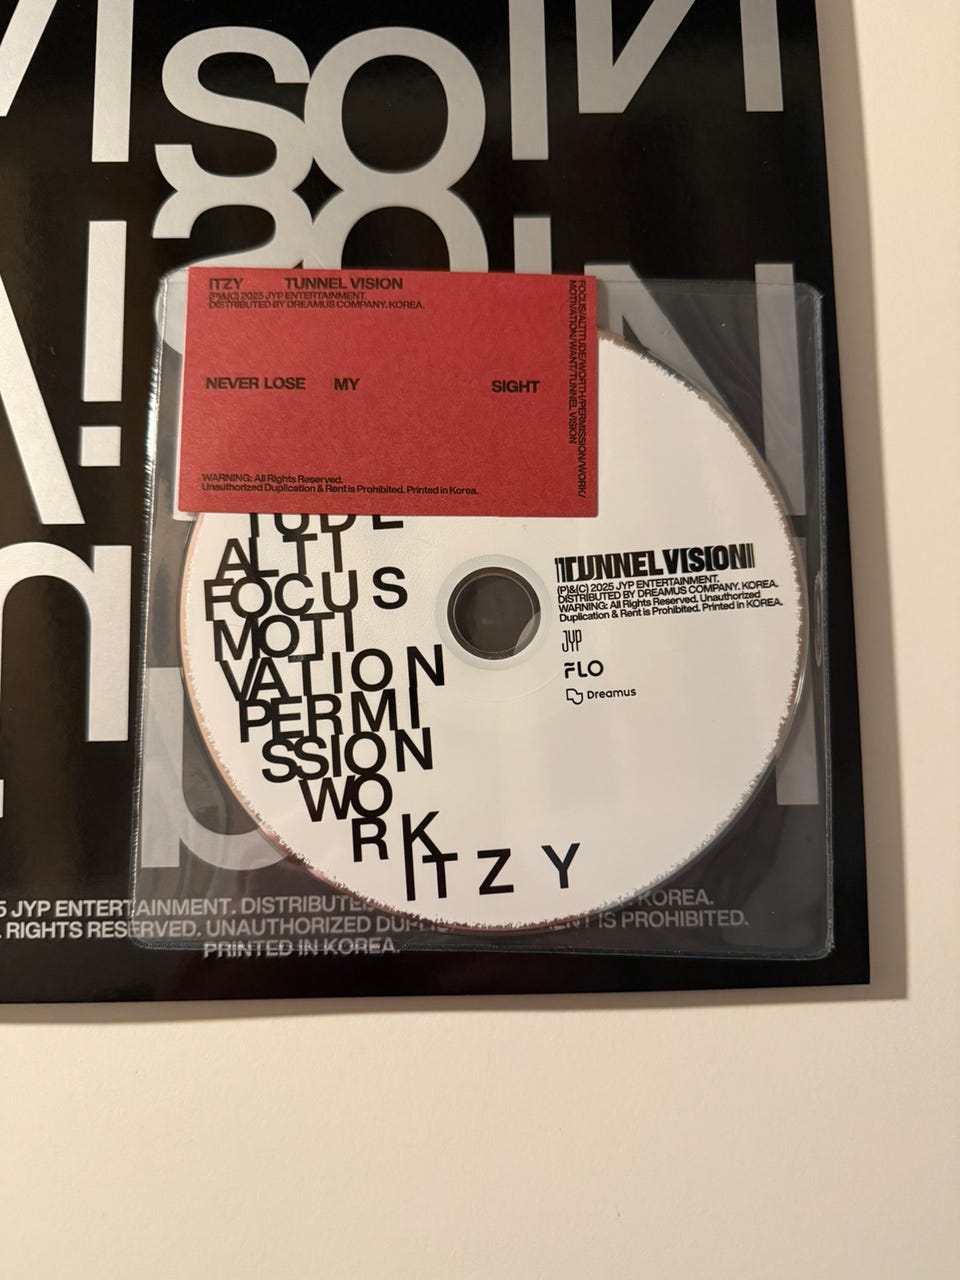 so
ITZY TUNNEL VISION
(P)&(C) 2025 JYP ENTERTAINMENT.
DISTRIBUTED BY DREAMUS COMPANY. KOREA.
FOCUS/ALTITUDE/WORTH/PERMISSION/WORK/
MOTIVATION/WANT/TUNNEL VISION
NEVER LOSE MY SIGHT
WARNING: All Rights Reserved.
Unauthorized Duplication & Rent is Prohibited. Printed in Korea.
TUDE
ALTI
FOCUS
MOTI
VATION
PERMI
SSION
WO
RK
ITZY
TUNNEL VISION
(P)&(C) 2025 JYP ENTERTAINMENT.
DISTRIBUTED BY DREAMUS COMPANY. KOREA.
WARNING: All Rights Reserved. Unauthorized
Duplication & Rent is Prohibited. Printed in KOREA.
JYP
FLO
Dreamus
5 JYP ENTERTAINMENT. DISTRIBUTE KOREA.
RIGHTS RESERVED. UNAUTHORIZED DUP IS PROHIBITED.
PRINTED IN KOREA.